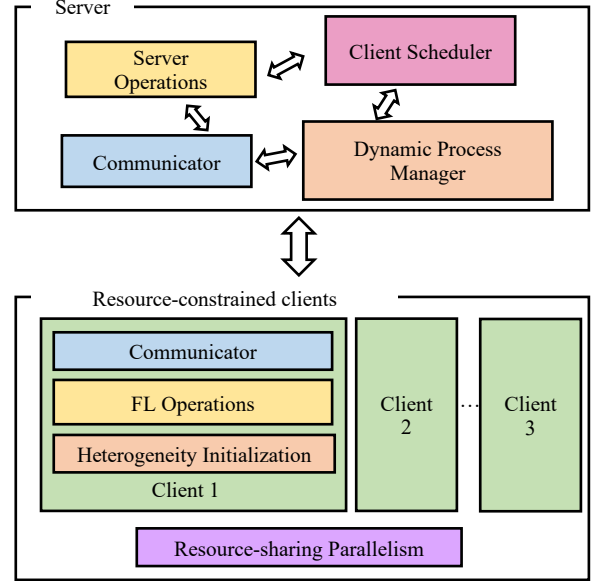 Server
Server
Operations
Client Scheduler
Communicator
Dynamic Process
Manager
Resource-constrained clients
Communicator
FL Operations
Heterogeneity Initialization
Client 1
Client
2
...
Client
3
Resource-sharing Parallelism